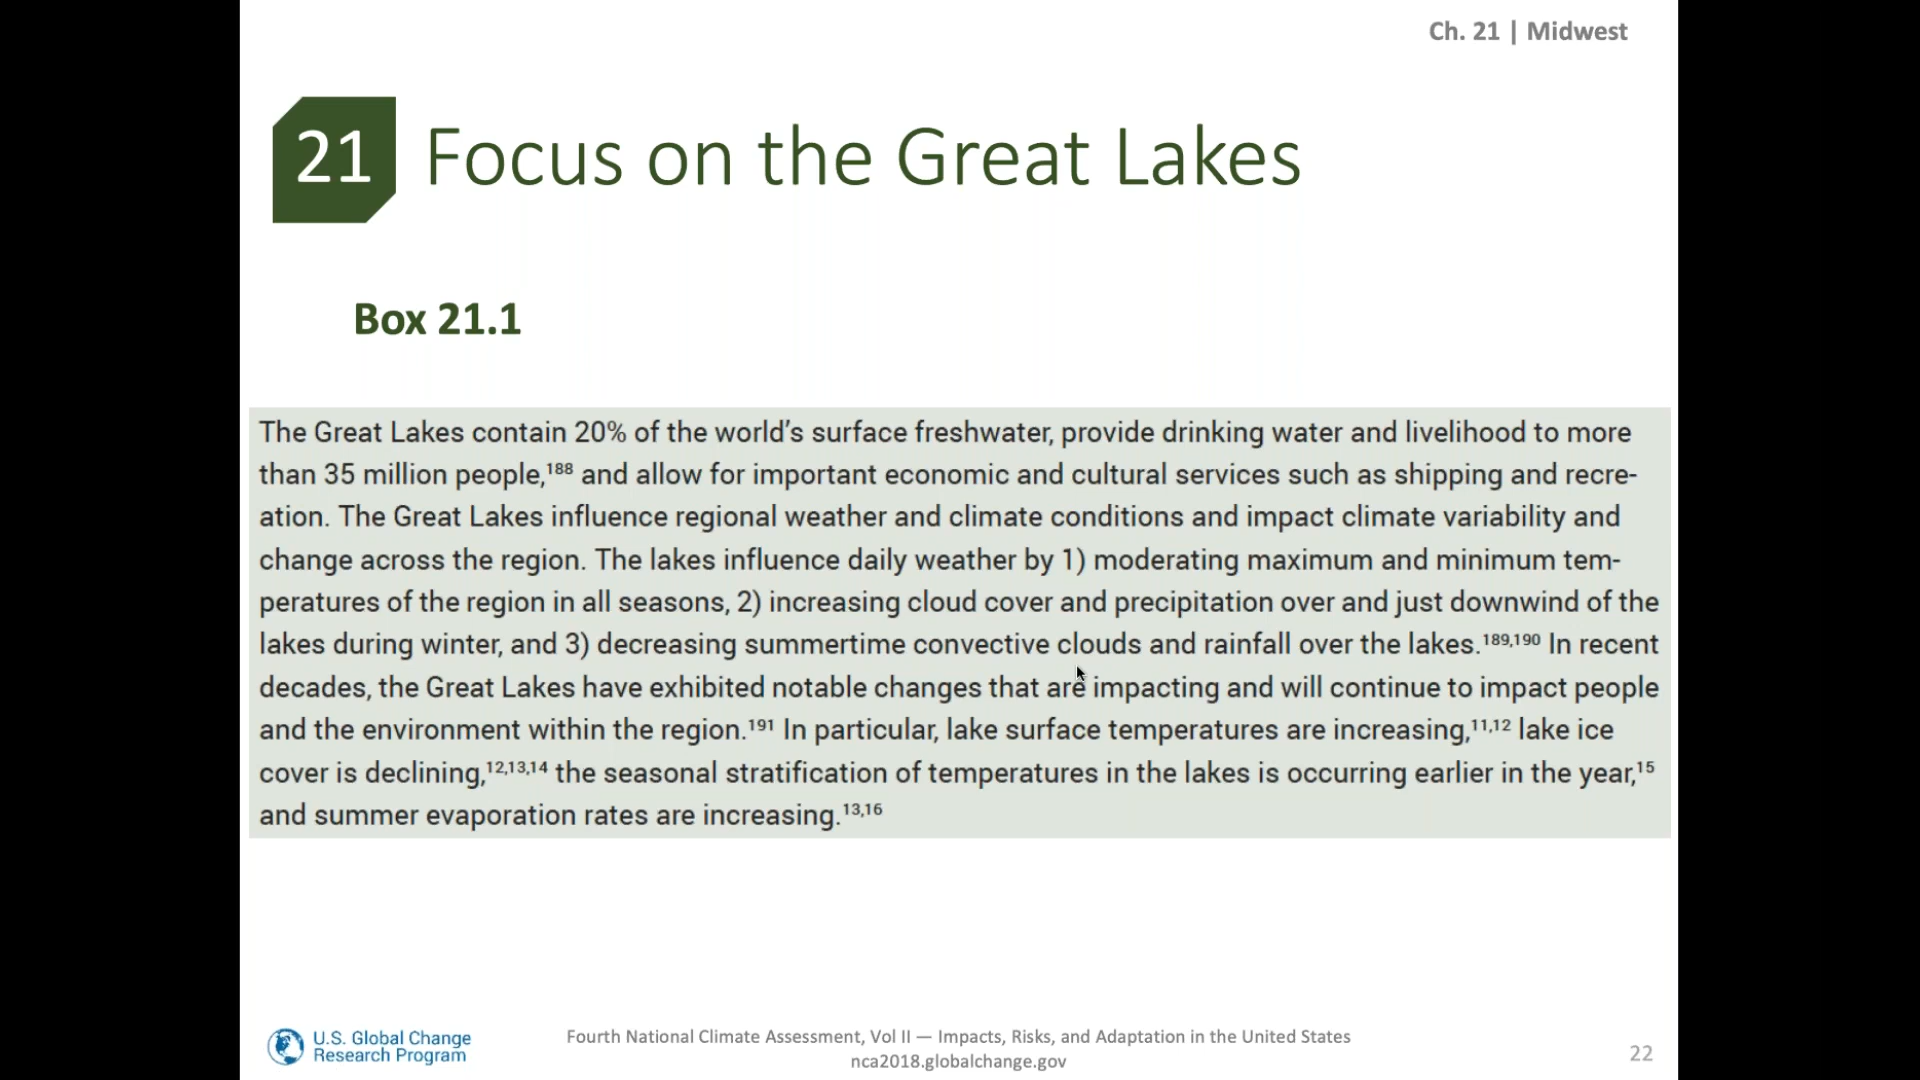 Ch. 21 | Midwest
21 Focus on the Great Lakes
Box 21.1
The Great Lakes contain 20% of the world’s surface freshwater, provide drinking water and livelihood to more
than 35 million people,¹⁸⁸ and allow for important economic and cultural services such as shipping and recre-
ation. The Great Lakes influence regional weather and climate conditions and impact climate variability and
change across the region. The lakes influence daily weather by 1) moderating maximum and minimum tem-
peratures of the region in all seasons, 2) increasing cloud cover and precipitation over and just downwind of the
lakes during winter, and 3) decreasing summertime convective clouds and rainfall over the lakes.¹⁸⁹,¹⁹⁰ In recent
decades, the Great Lakes have exhibited notable changes that are impacting and will continue to impact people
and the environment within the region.¹⁹¹ In particular, lake surface temperatures are increasing,¹¹,¹² lake ice
cover is declining,¹²,¹³,¹⁴ the seasonal stratification of temperatures in the lakes is occurring earlier in the year,¹⁵
and summer evaporation rates are increasing.¹³,¹⁶
U.S. Global Change
Research Program
Fourth National Climate Assessment, Vol II — Impacts, Risks, and Adaptation in the United States
nca2018.globalchange.gov
22